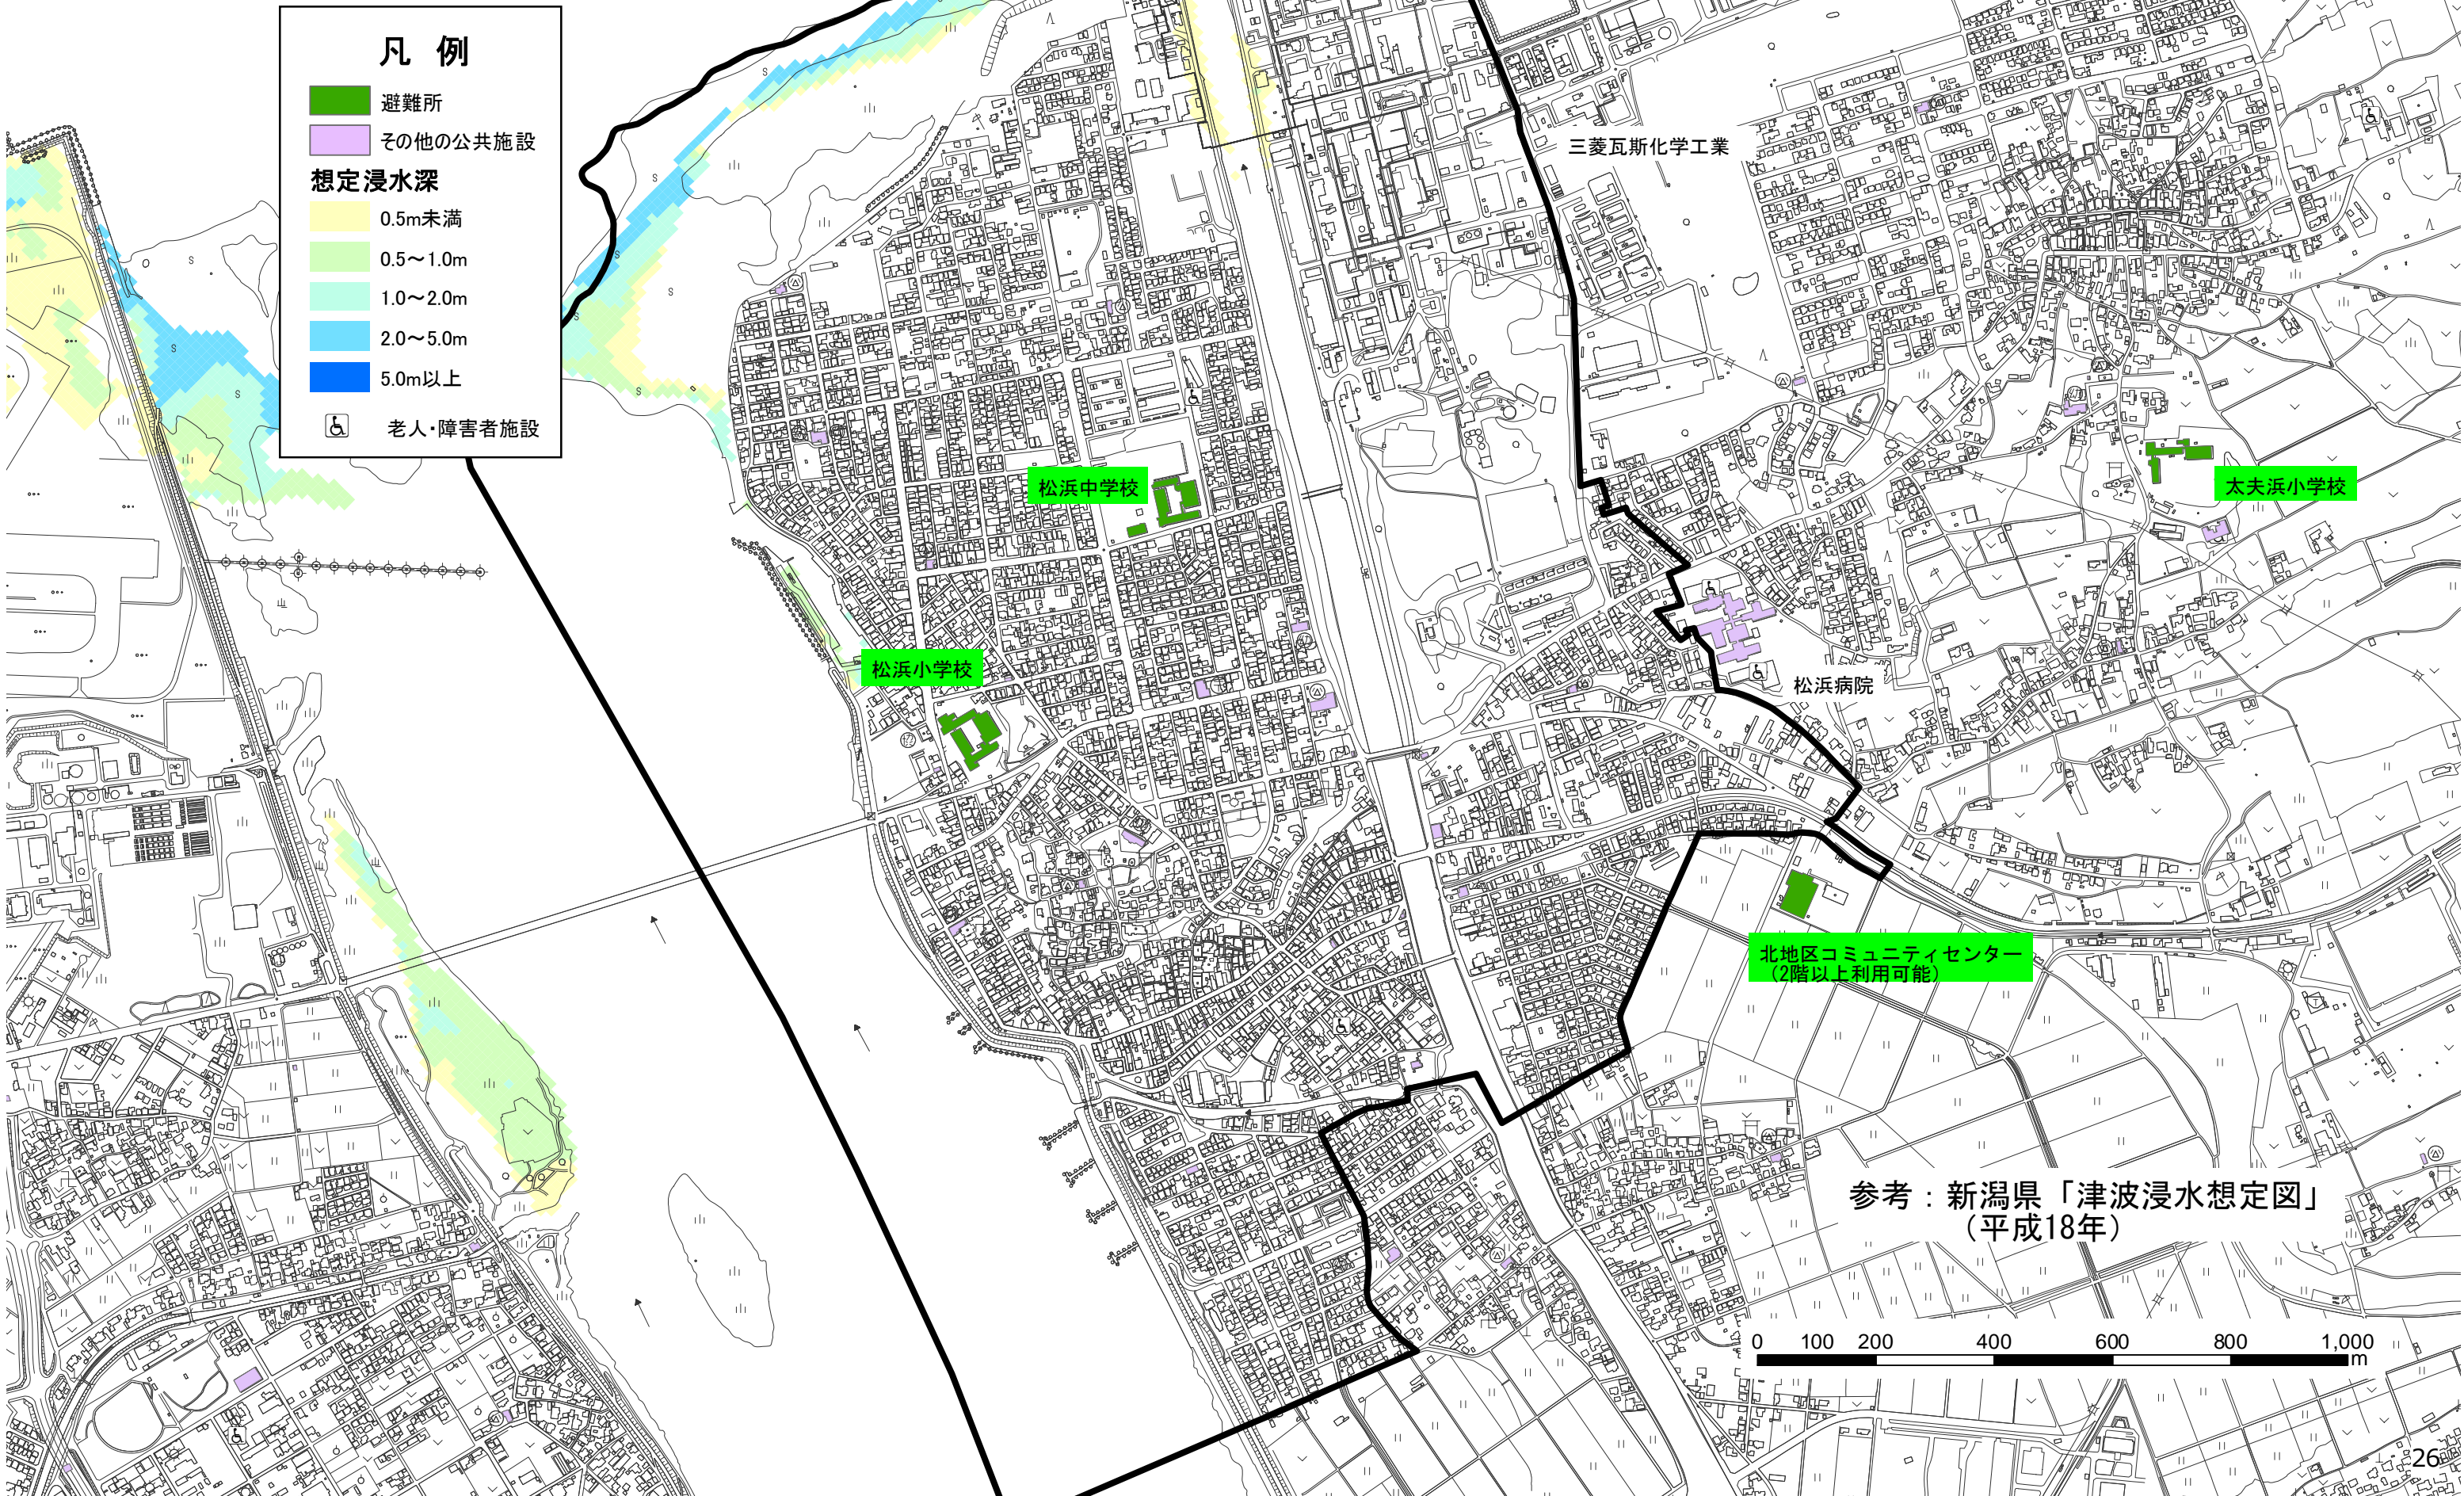 凡 例
避難所
その他の公共施設
想定浸水深
0.5m未満
0.5～1.0m
1.0～2.0m
2.0～5.0m
5.0m以上
老人・障害者施設
三菱瓦斯化学工業
松浜中学校
太夫浜小学校
松浜小学校
松浜病院
北地区コミュニティセンター
（2階以上利用可能）
参考：新潟県「津波浸水想定図」
（平成18年）
0 100 200 400 600 800 1,000
m
26